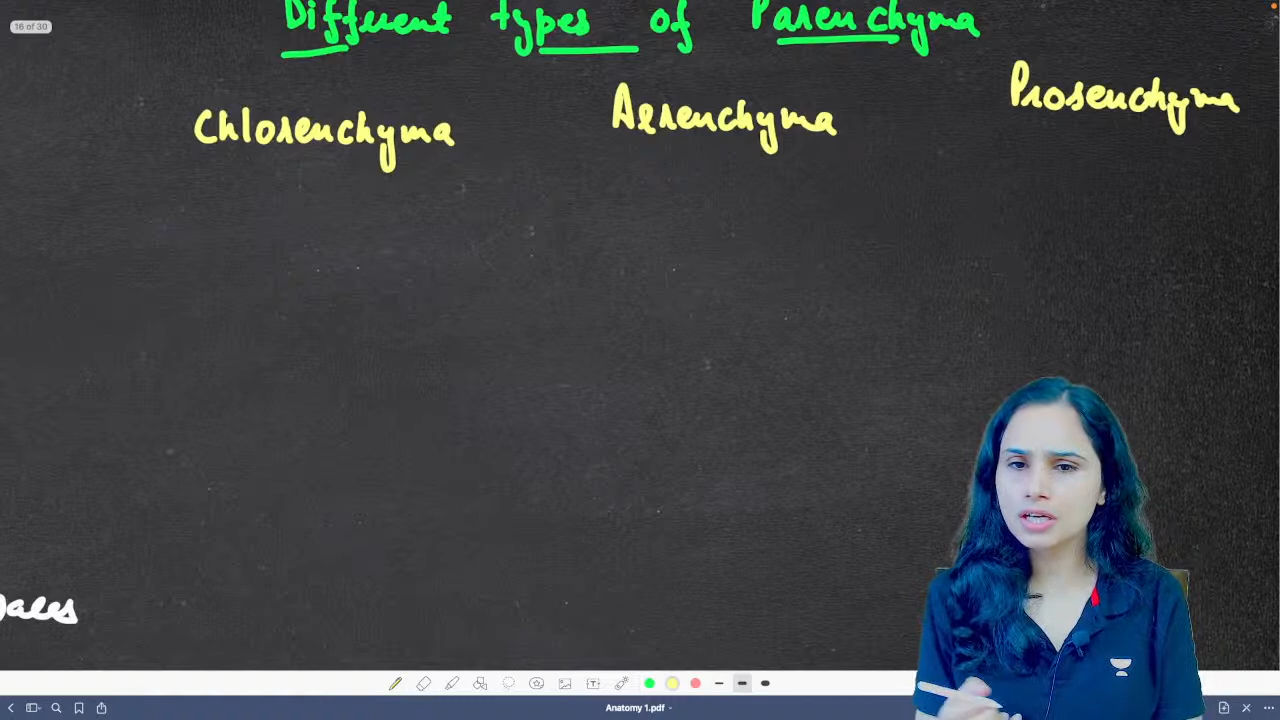 16 of 30
Different types of Parenchyma
Chlorenchyma
Aerenchyma
Prosenchyma
Anatomy 1.pdf